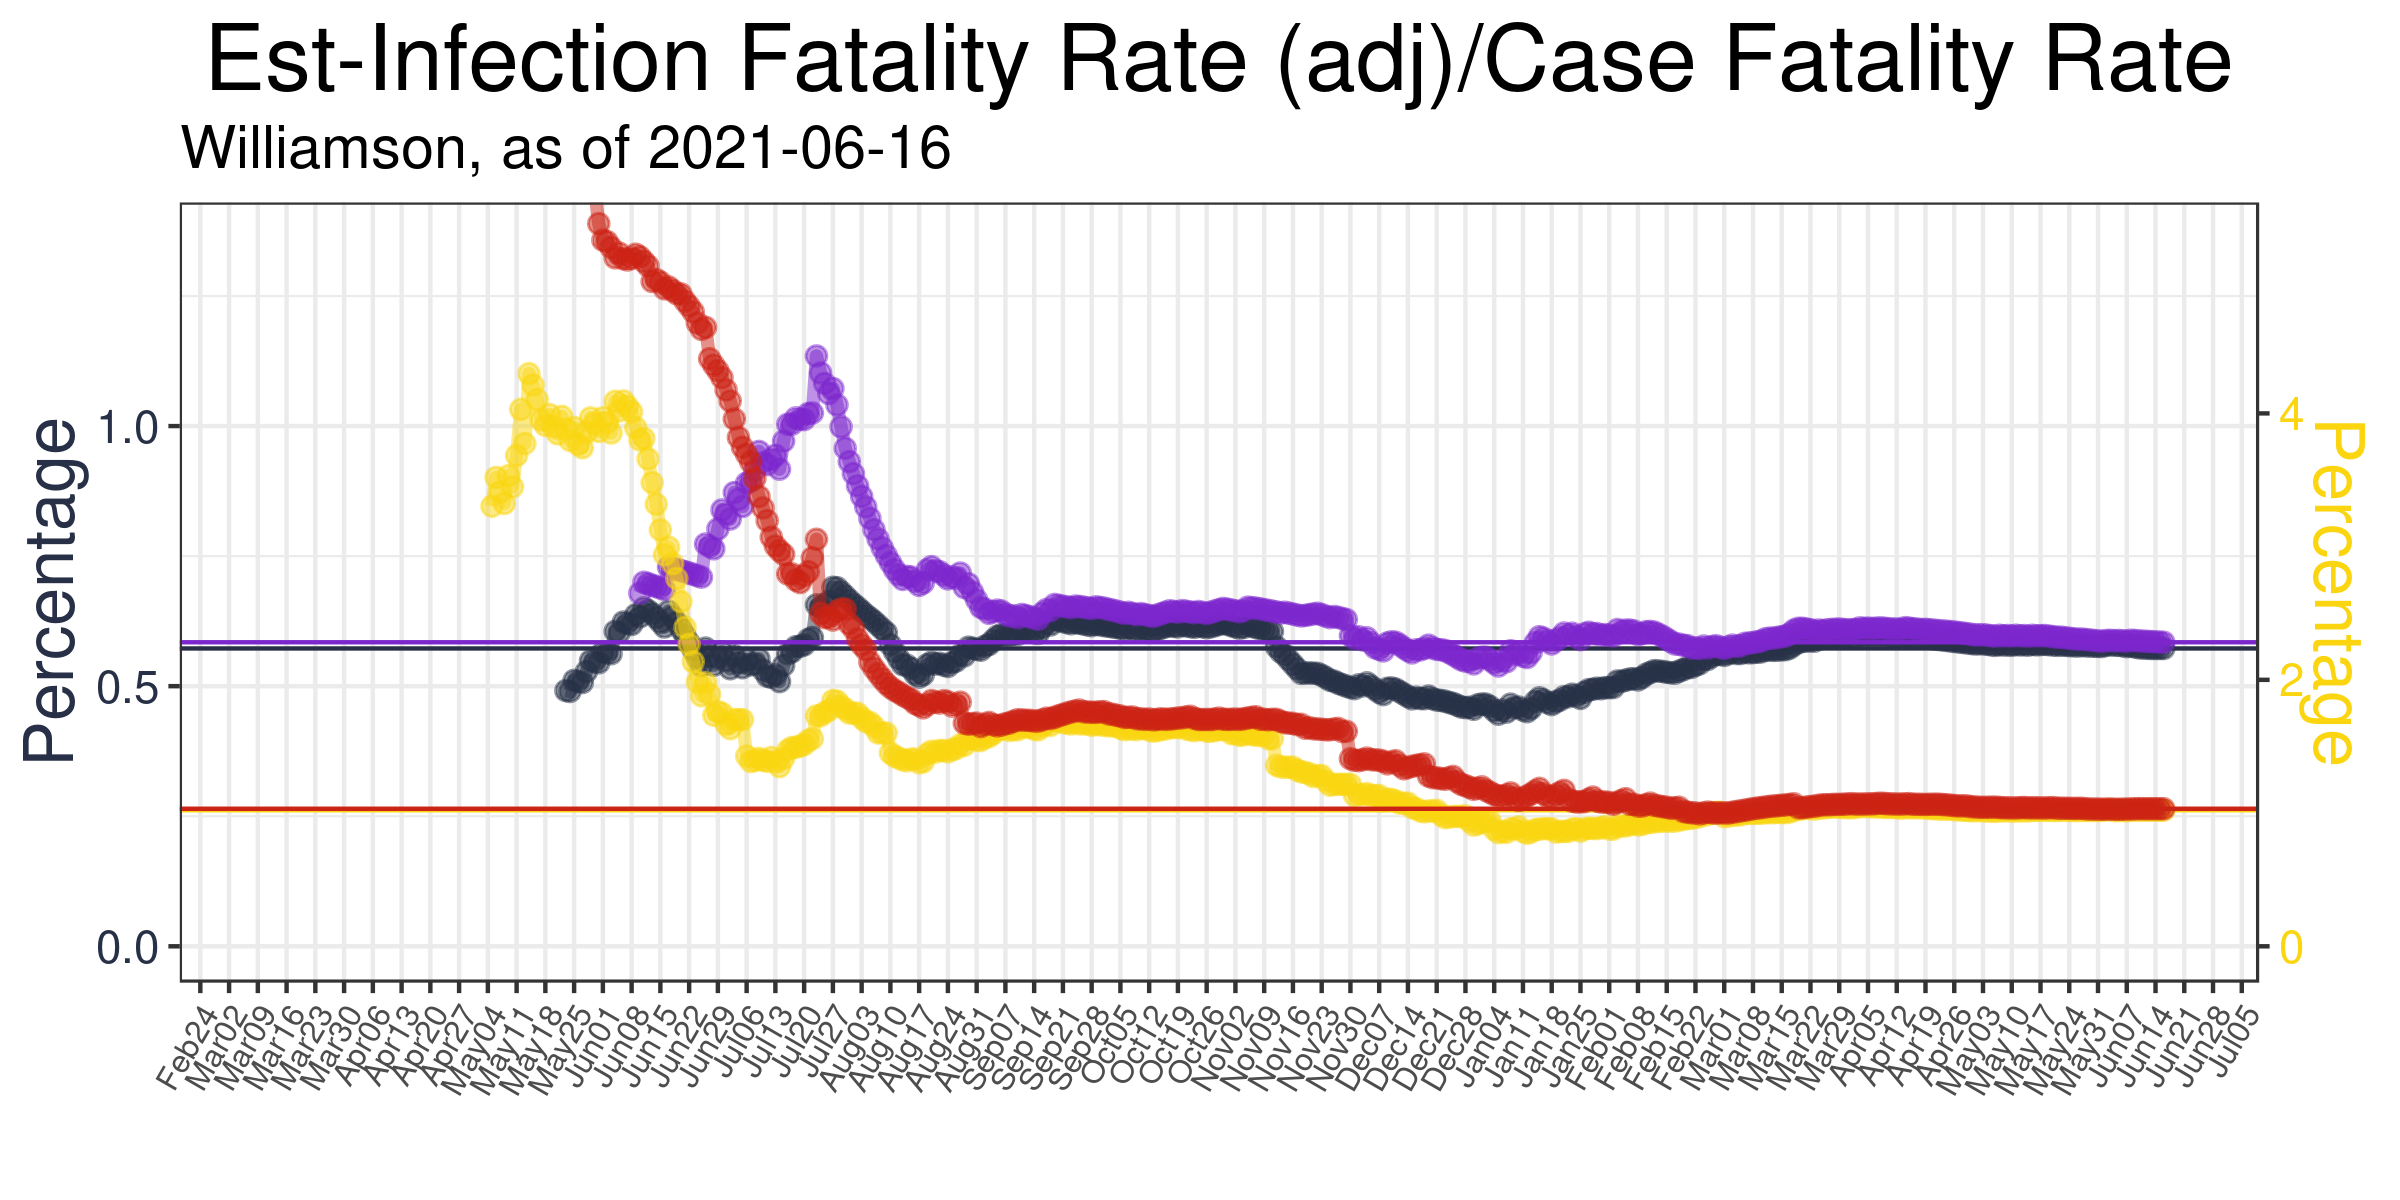 Est-Infection Fatality Rate (adj)/Case Fatality Rate
Williamson, as of 2021-06-16
Percentage
1.0
0.5
0.0
4
2
0
Percentage
Feb24
Mar02
Mar09
Mar16
Mar23
Mar30
Apr06
Apr13
Apr20
Apr27
May04
May11
May18
May25
Jun01
Jun08
Jun15
Jun22
Jun29
Jul06
Jul13
Jul20
Jul27
Aug03
Aug10
Aug17
Aug24
Aug31
Sep07
Sep14
Sep21
Sep28
Oct05
Oct12
Oct19
Oct26
Nov02
Nov09
Nov16
Nov23
Nov30
Dec07
Dec14
Dec21
Dec28
Jan04
Jan11
Jan18
Jan25
Feb01
Feb08
Feb15
Feb22
Mar01
Mar08
Mar15
Mar22
Mar29
Apr05
Apr12
Apr19
Apr26
May03
May10
May17
May24
May31
Jun07
Jun14
Jun21
Jun28
Jul05